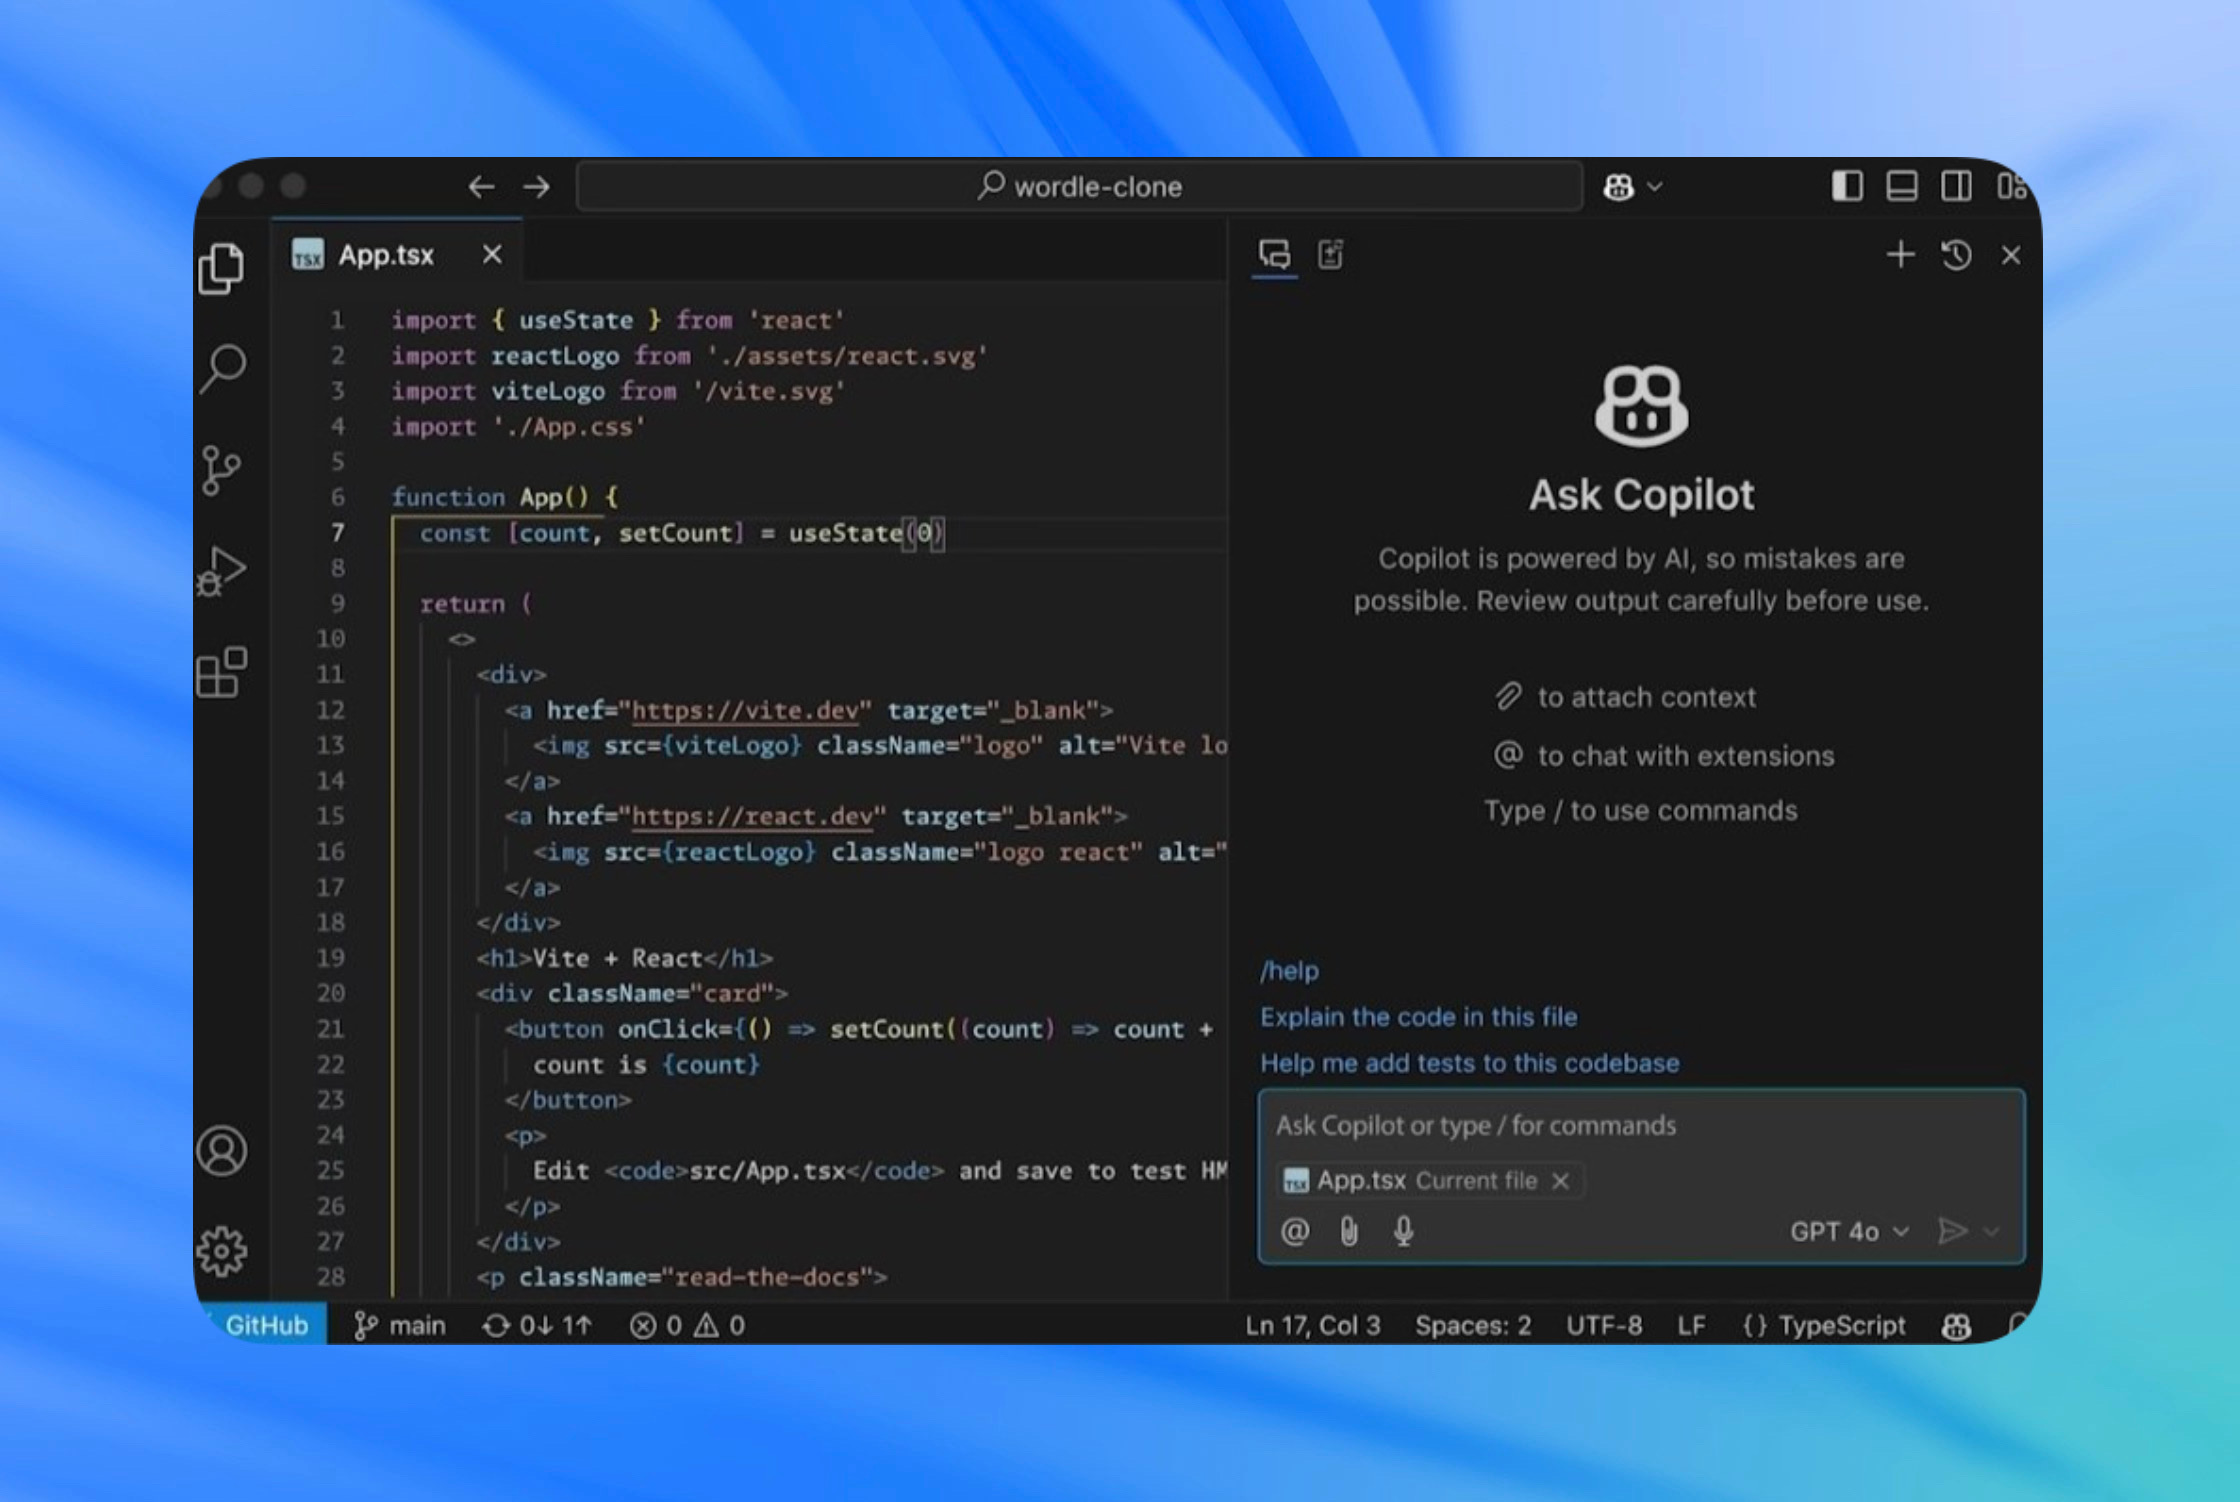 wordle-clone
TSX App.tsx
1 import { useState } from 'react'
2 import reactLogo from './assets/react.svg'
3 import viteLogo from '/vite.svg'
4 import './App.css'
5
6 function App() {
7 const [count, setCount] = useState(0)
8
9 return (
10 <>
11 <div>
12 <a href="https://vite.dev" target="_blank">
13 <img src={viteLogo} className="logo" alt="Vite lo
14 </a>
15 <a href="https://react.dev" target="_blank">
16 <img src={reactLogo} className="logo react" alt="
17 </a>
18 </div>
19 <h1>Vite + React</h1>
20 <div className="card">
21 <button onClick={() => setCount((count) => count +
22 count is {count}
23 </button>
24 <p>
25 Edit <code>src/App.tsx</code> and save to test HM
26 </p>
27 </div>
28 <p className="read-the-docs">
Ask Copilot
Copilot is powered by AI, so mistakes are
possible. Review output carefully before use.
to attach context
@ to chat with extensions
Type / to use commands
/help
Explain the code in this file
Help me add tests to this codebase
Ask Copilot or type / for commands
TSX App.tsx Current file
@ GPT 4o
GitHub main 0↓ 1↑ 0 0 Ln 17, Col 3 Spaces: 2 UTF-8 LF {} TypeScript